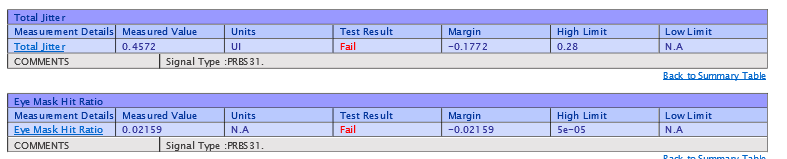 Total Jitter
Measurement Details Measured Value Units Test Result Margin High Limit Low Limit
Total Jitter 0.4572 UI Fail -0.1772 0.28 N.A
COMMENTS Signal Type :PRBS31.
Back to Summary Table
Eye Mask Hit Ratio
Measurement Details Measured Value Units Test Result Margin High Limit Low Limit
Eye Mask Hit Ratio 0.02159 N.A Fail -0.02159 5e-05 N.A
COMMENTS Signal Type :PRBS31.
Back to Summary Table